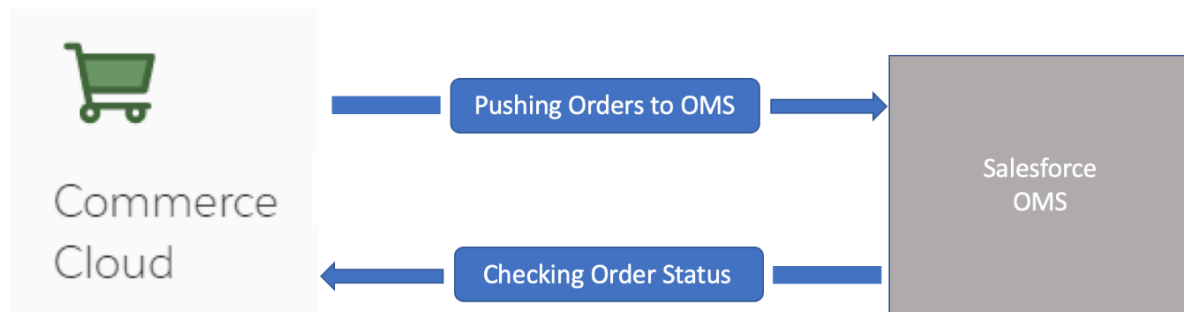 Pushing Orders to OMS
Commerce
Cloud
Salesforce
OMS
Checking Order Status